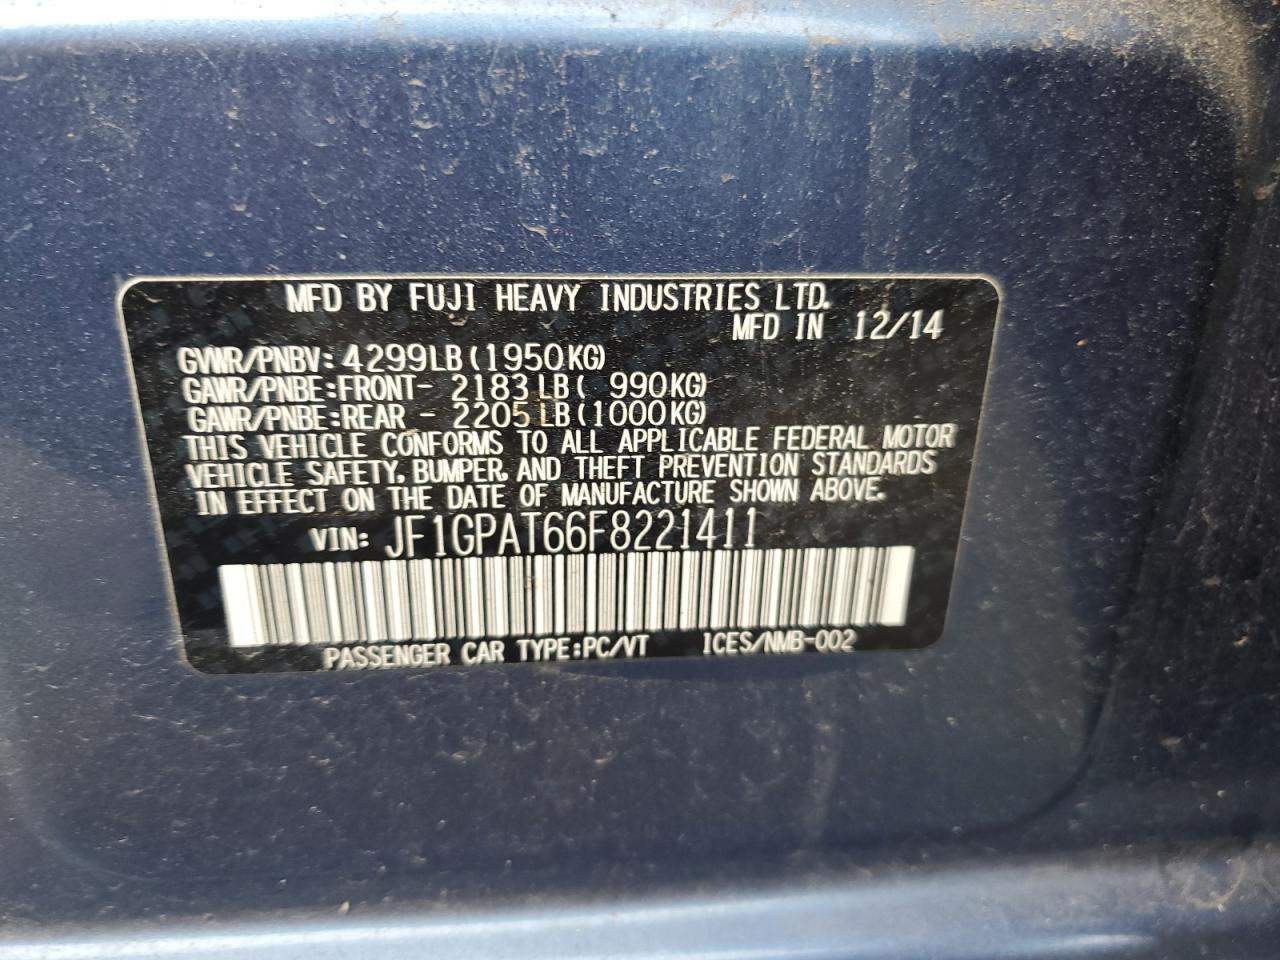 MFD BY FUJI HEAVY INDUSTRIES LTD.
MFD IN 12/14
GVWR/PNBV: 4299LB (1950KG)
GAWR/PNBE:FRONT- 2183LB ( 990KG)
GAWR/PNBE:REAR - 2205LB (1000KG)
THIS VEHICLE CONFORMS TO ALL APPLICABLE FEDERAL MOTOR
VEHICLE SAFETY, BUMPER, AND THEFT PREVENTION STANDARDS
IN EFFECT ON THE DATE OF MANUFACTURE SHOWN ABOVE.
VIN: JF1GPAT66F8221411
PASSENGER CAR TYPE:PC/VT ICES/NMB-002